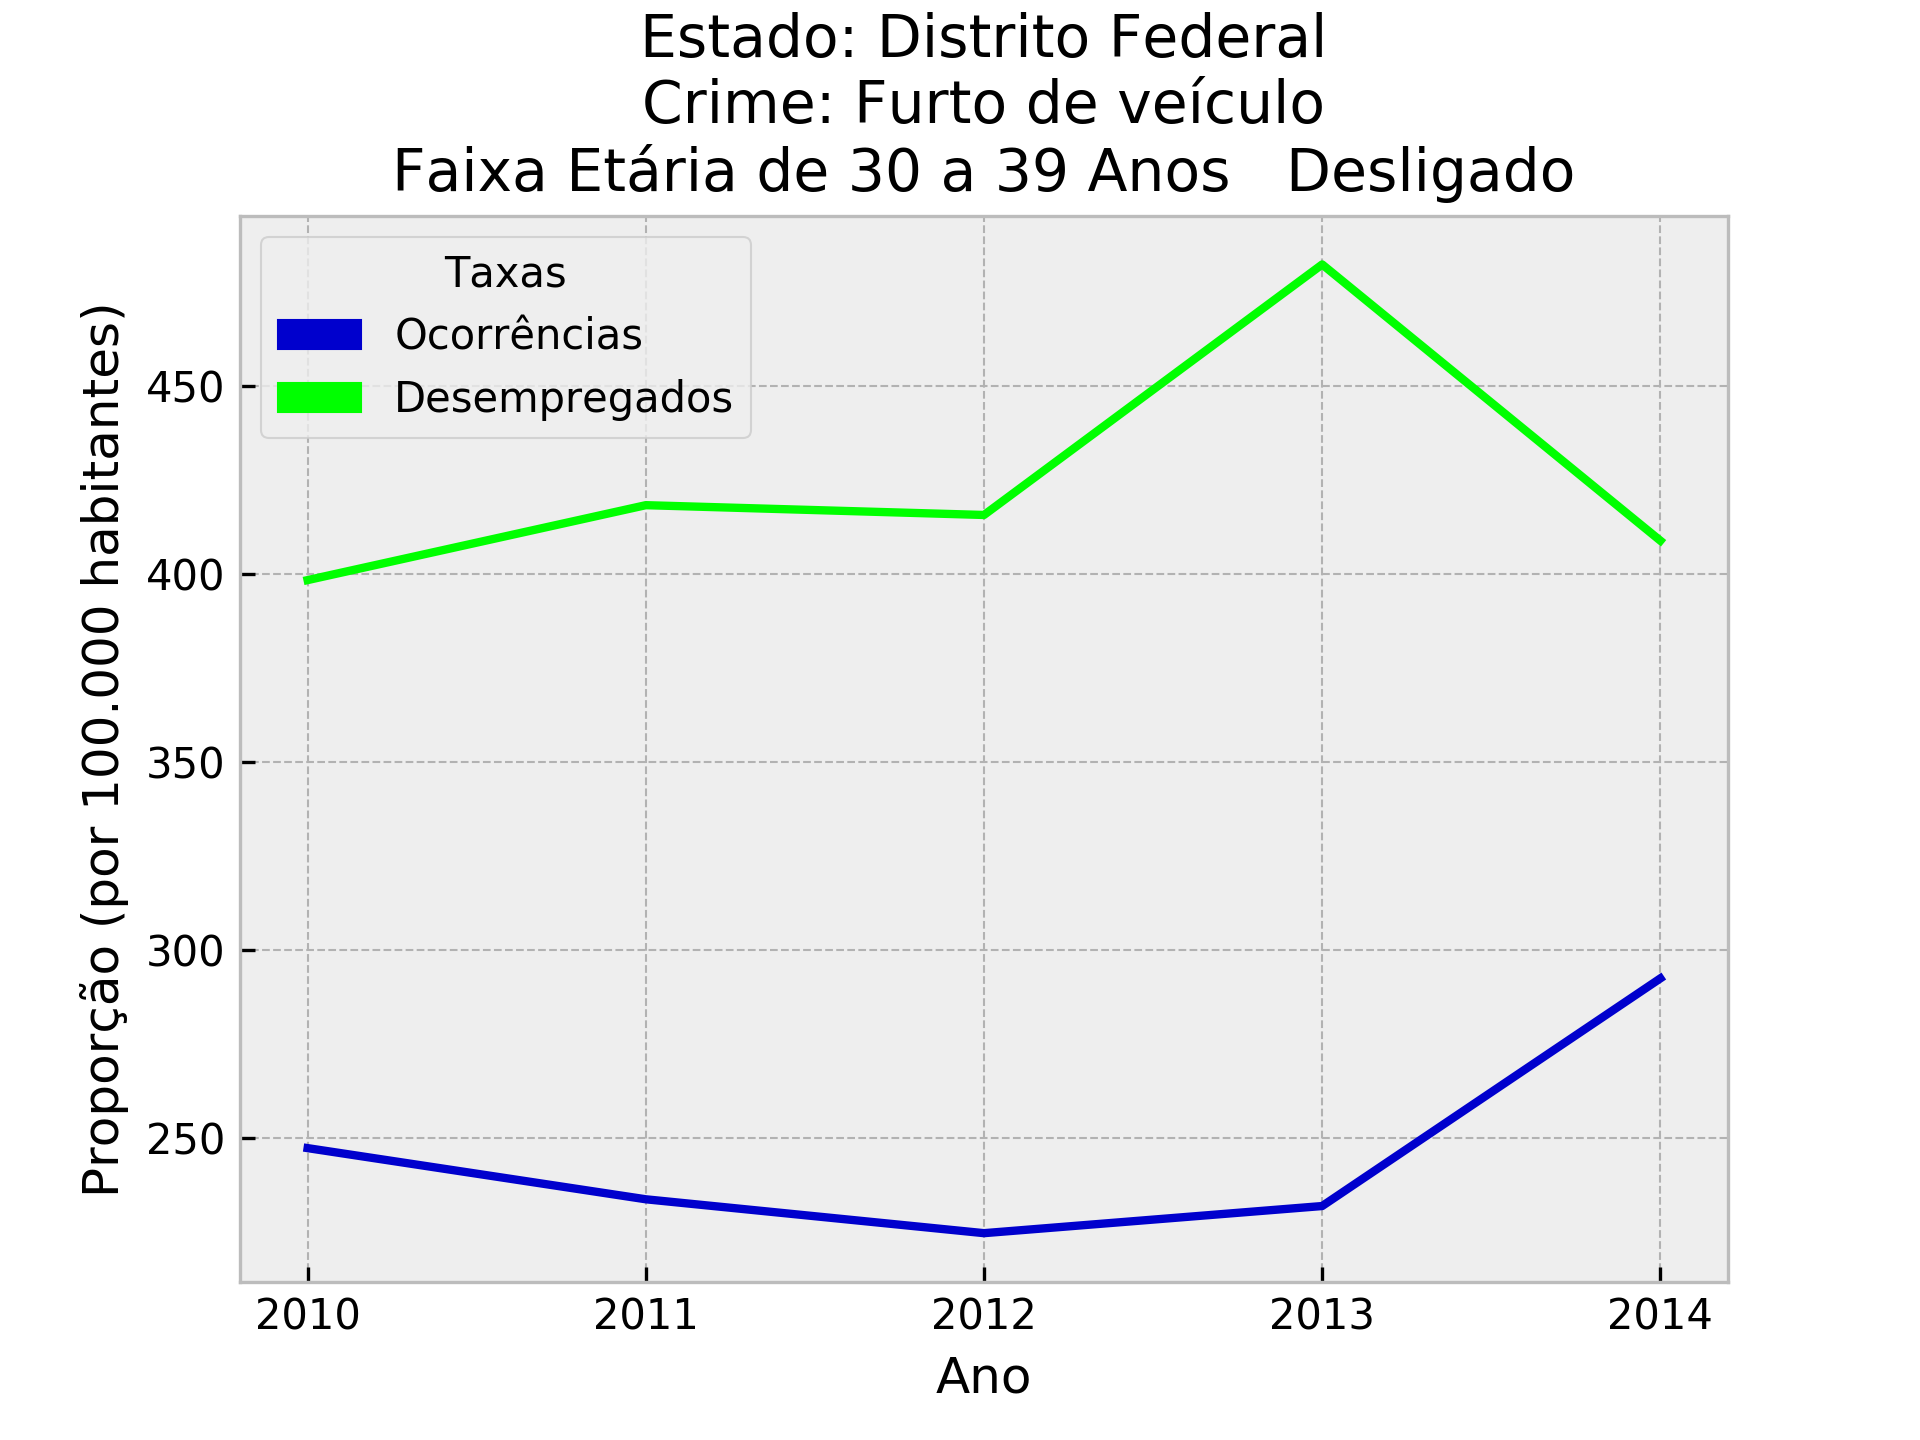 Estado: Distrito Federal
Crime: Furto de veículo
Faixa Etária de 30 a 39 Anos   Desligado
Taxas
Ocorrências
Desempregados
Proporção (por 100.000 habitantes)
450
400
350
300
250
2010 2011 2012 2013 2014
Ano